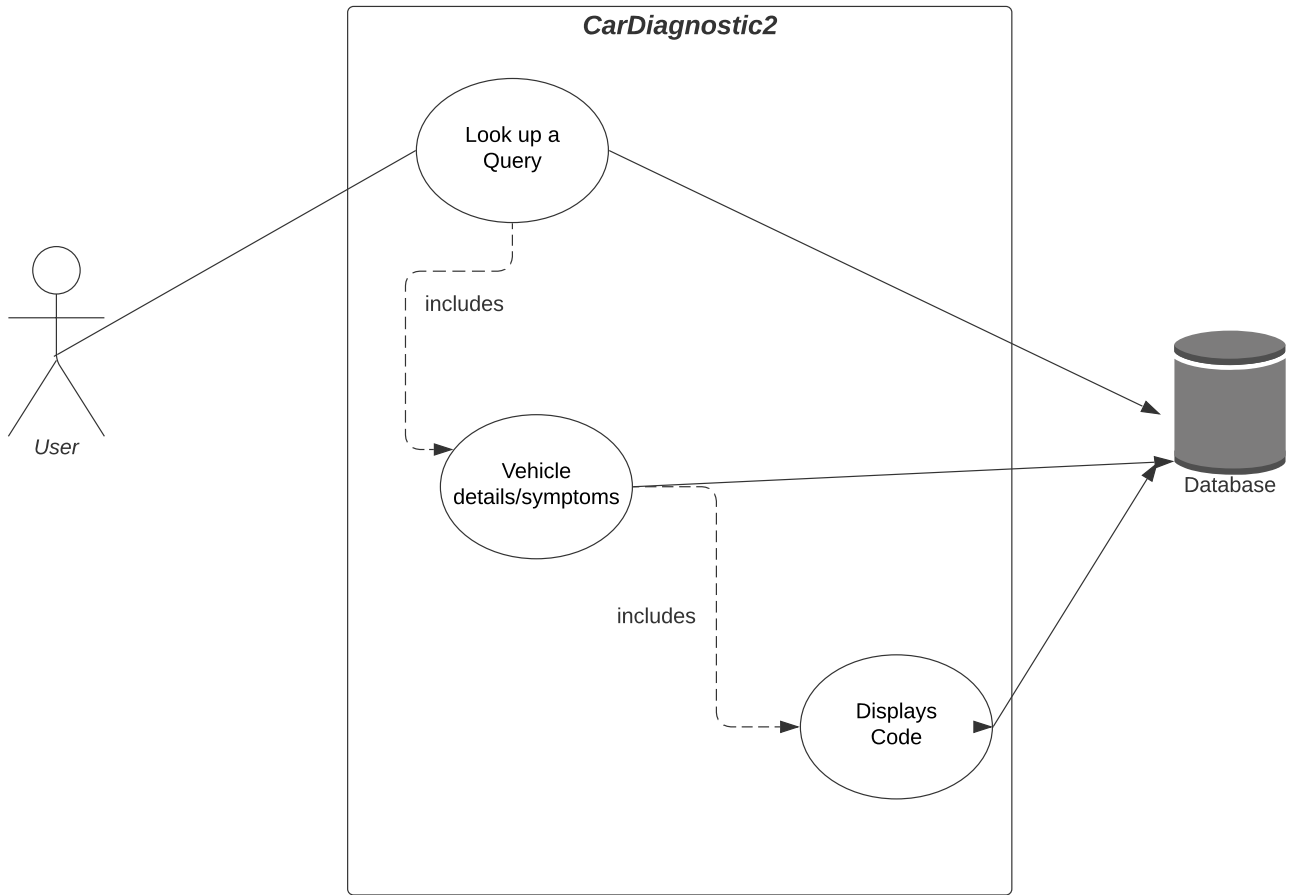 CarDiagnostic2
Look up a
Query
includes
User
Vehicle
details/symptoms
Database
includes
Displays
Code